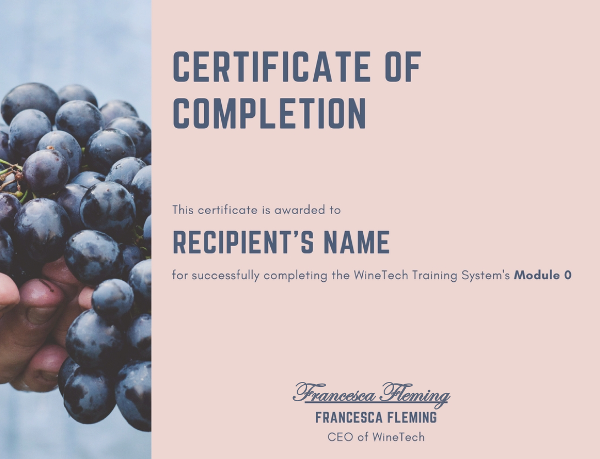 CERTIFICATE OF
COMPLETION
This certificate is awarded to
RECIPIENT'S NAME
for successfully completing the WineTech Training System's Module 0
Francesca Fleming
FRANCESCA FLEMING
CEO of WineTech